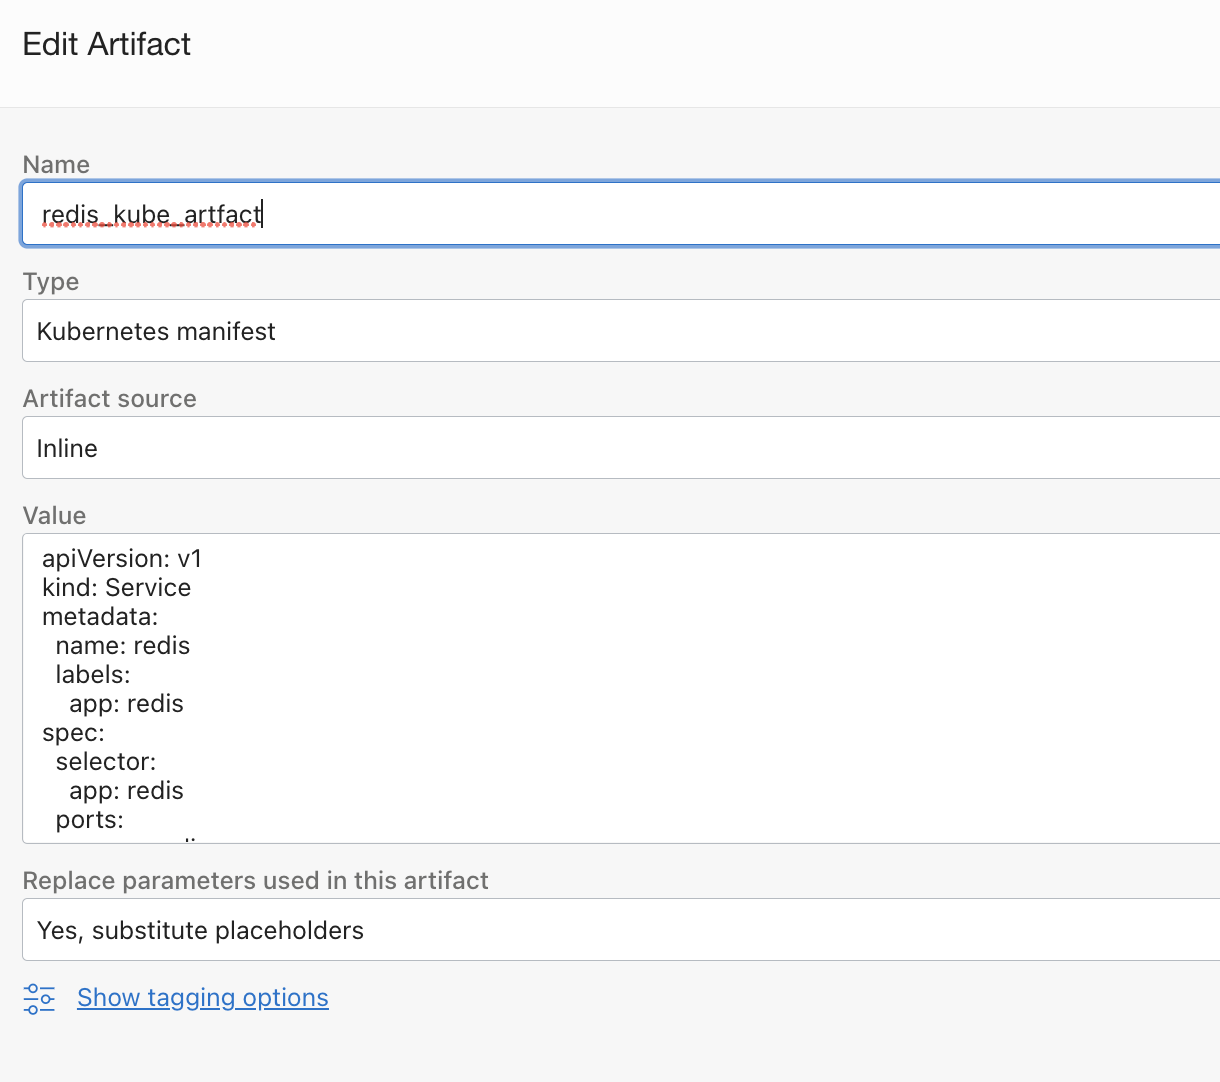 Edit Artifact
Name
redis_kube_artfact
Type
Kubernetes manifest
Artifact source
Inline
Value
apiVersion: v1
kind: Service
metadata:
  name: redis
  labels:
    app: redis
spec:
  selector:
    app: redis
  ports:
Replace parameters used in this artifact
Yes, substitute placeholders
Show tagging options